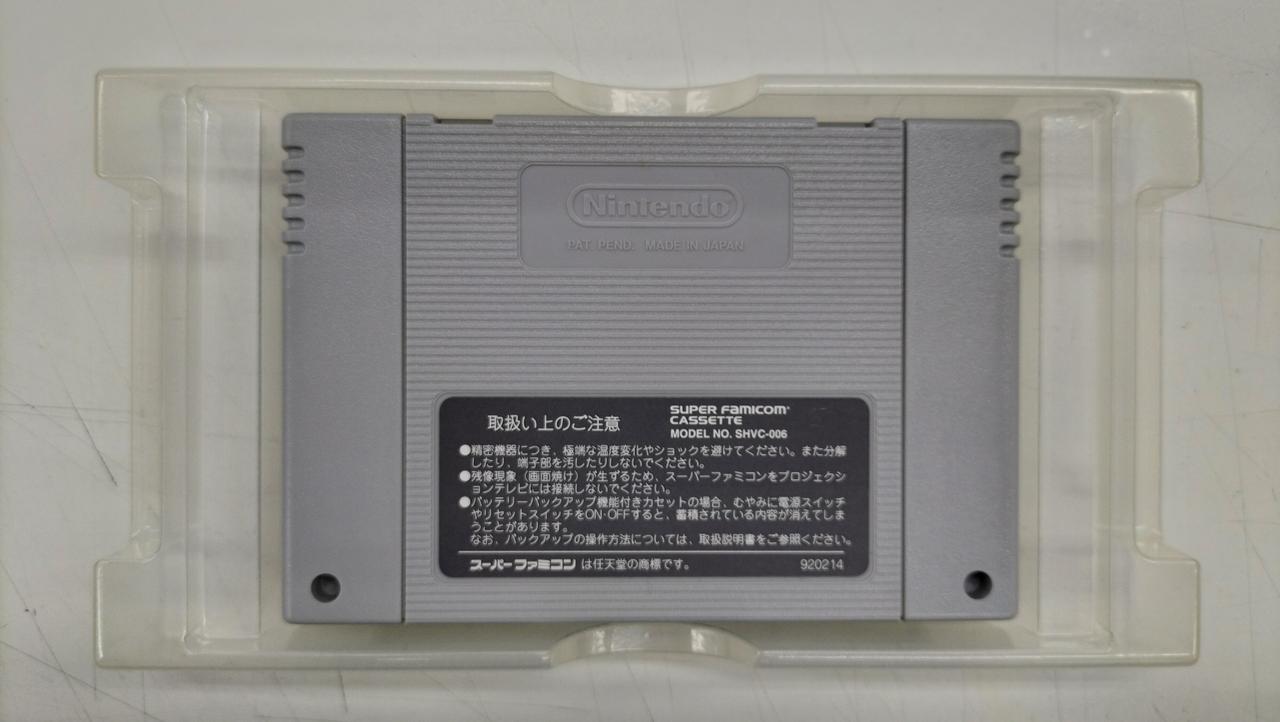 Nintendo
PAT. PEND. MADE IN JAPAN
取扱い上のご注意
SUPER FAMICOM
CASSETTE
MODEL NO. SHVC-006
●精密機器につき、極端な温度変化やショックを避けてください。また分解
したり、端子部を汚したりしないでください。
●残像現象（画面焼け）が生ずるため、スーパーファミコンをプロジェクシ
ョンテレビには接続しないでください。
●バッテリーバックアップ機能付きカセットの場合、むやみに電源スイッチ
やリセットスイッチをON・OFFすると、蓄積されている内容が消えてしま
うことがあります。
なお、バックアップの操作方法については、取扱説明書をご参照ください。
スーパーファミコンは任天堂の商標です。 920214